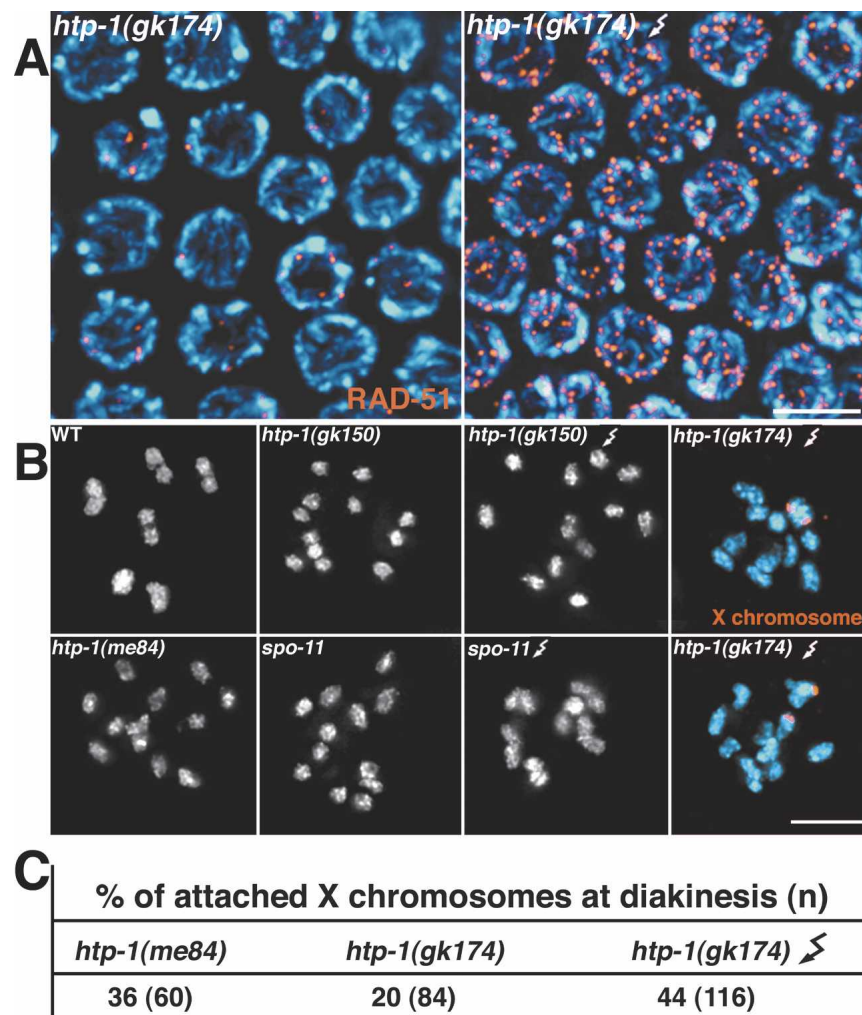 A
htp-1(gk174)
htp-1(gk174)
RAD-51
B
WT
htp-1(gk150)
htp-1(gk150)
htp-1(gk174)
X chromosome
htp-1(me84)
spo-11
spo-11
htp-1(gk174)
C
% of attached X chromosomes at diakinesis (n)
htp-1(me84) htp-1(gk174) htp-1(gk174)
36 (60) 20 (84) 44 (116)